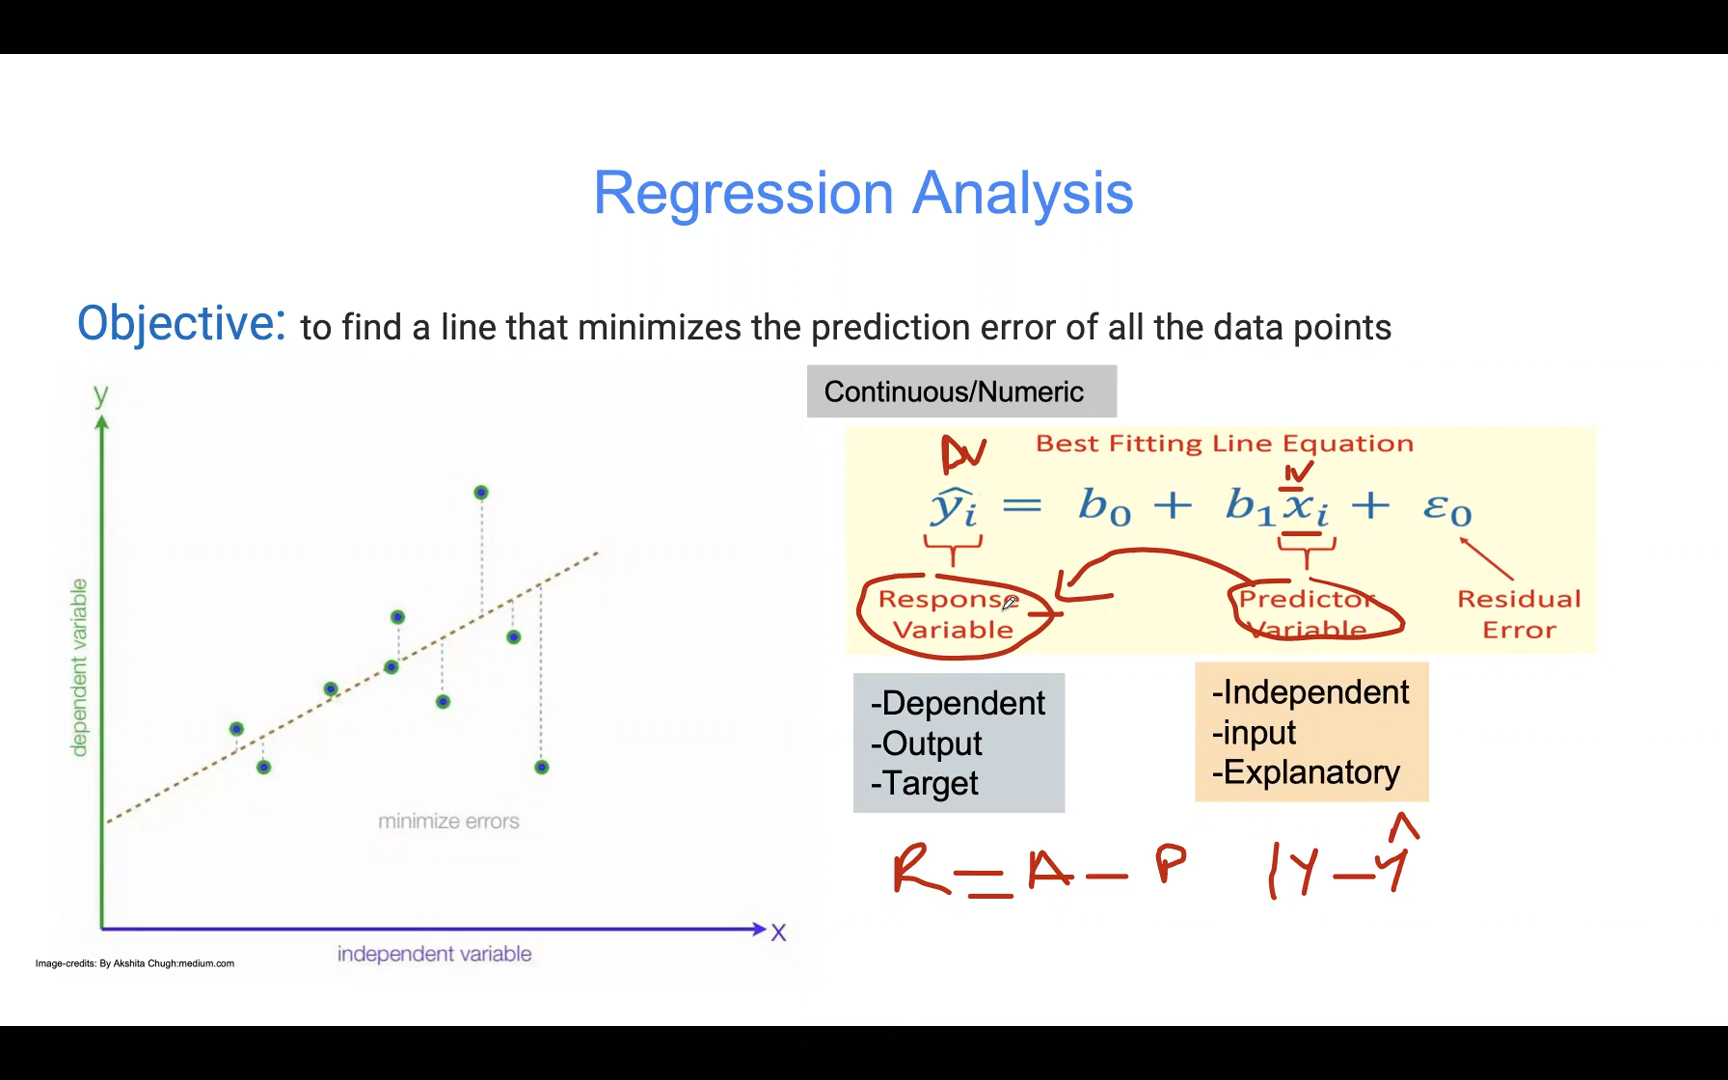 Regression Analysis
Objective: to find a line that minimizes the prediction error of all the data points
y
dependent variable
minimize errors
x
independent variable
Image-credits: By Akshita Chugh:medium.com
Continuous/Numeric
Best Fitting Line Equation
DV
IV
ŷᵢ = b₀ + b₁xᵢ + ε₀
Response
Variable
Predictor
Variable
Residual
Error
-Dependent
-Output
-Target
-Independent
-input
-Explanatory
R = A - P |Y - Ŷ